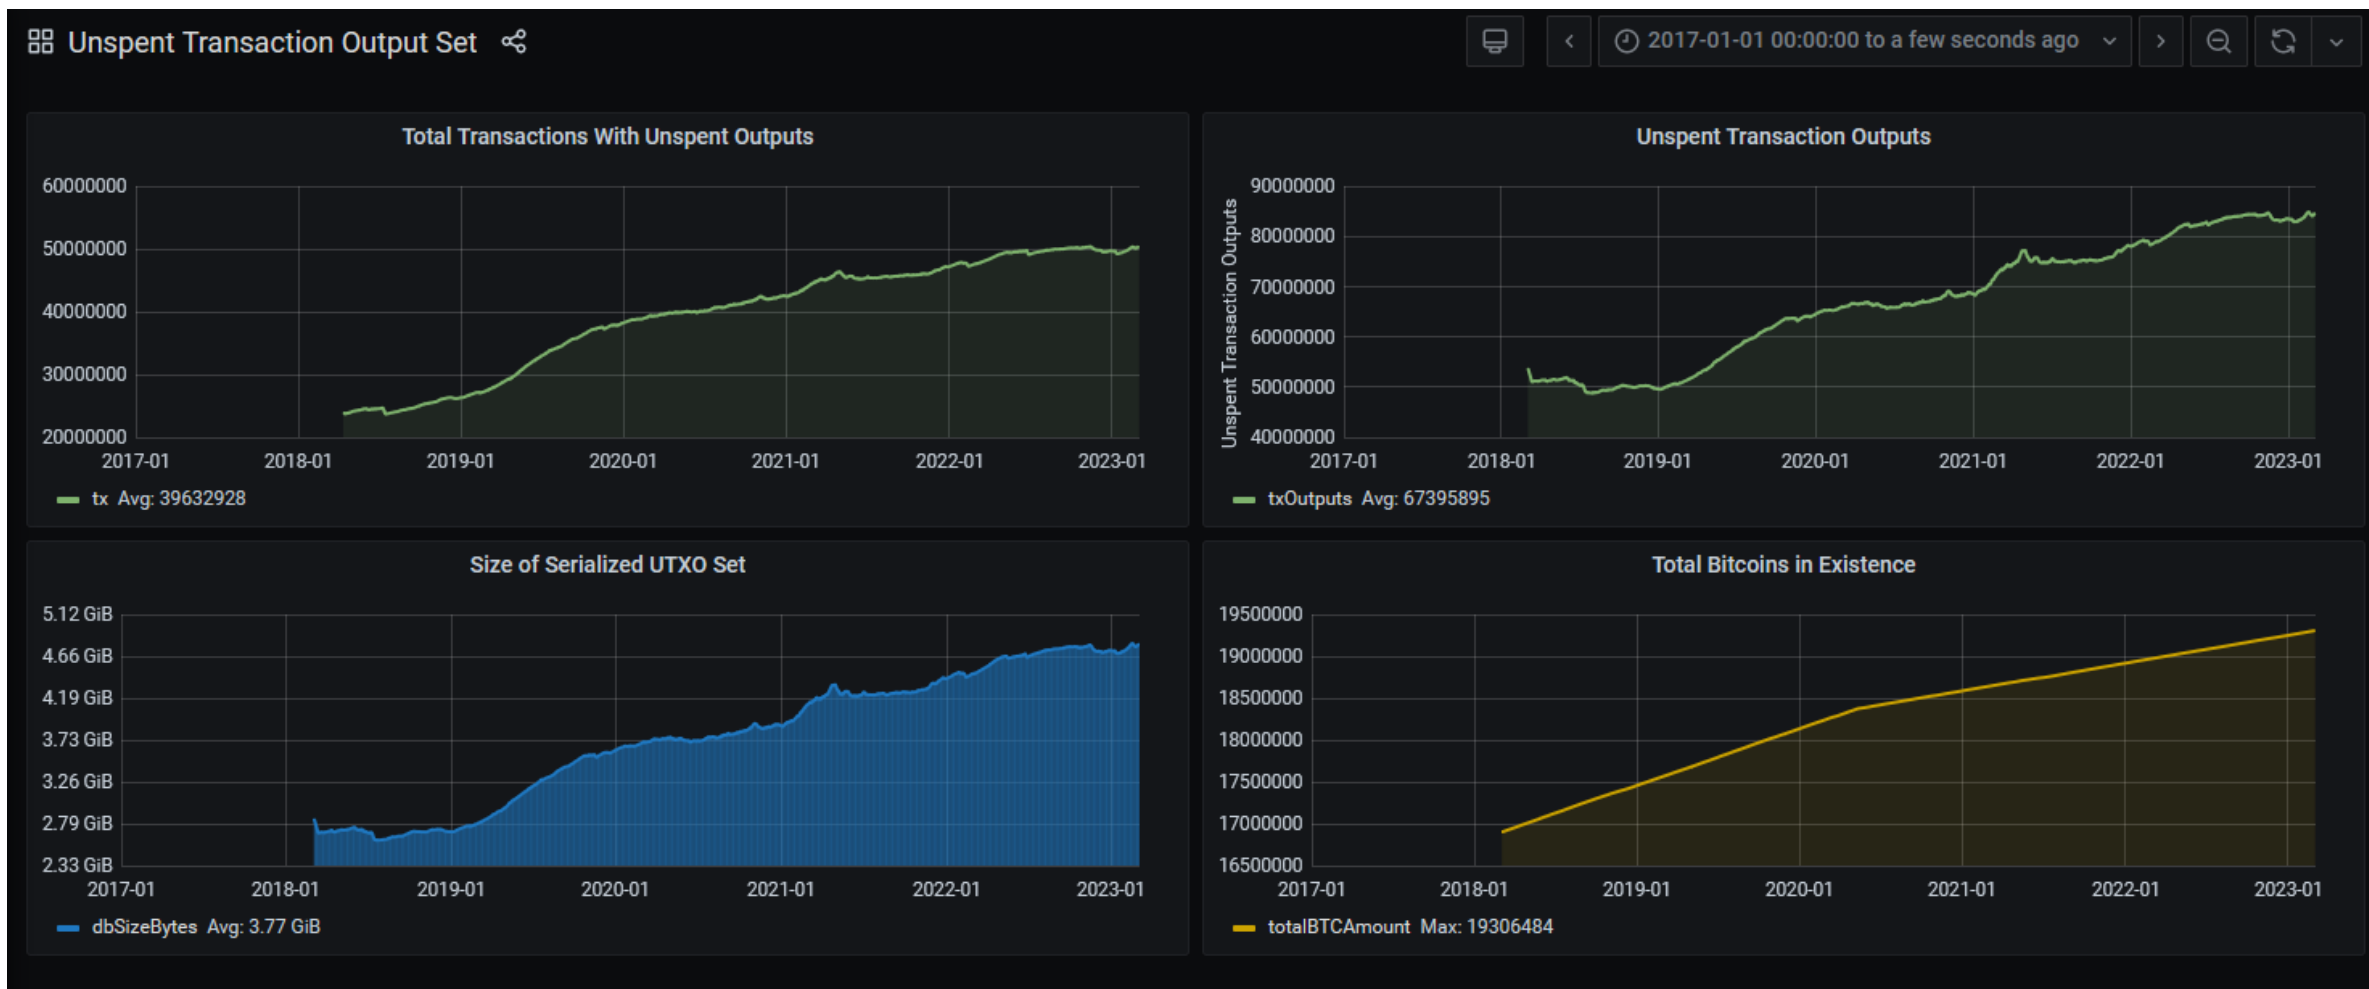 Unspent Transaction Output Set
2017-01-01 00:00:00 to a few seconds ago
Total Transactions With Unspent Outputs
60000000
50000000
40000000
30000000
20000000
2017-01 2018-01 2019-01 2020-01 2021-01 2022-01 2023-01
tx Avg: 39632928
Unspent Transaction Outputs
Unspent Transaction Outputs
90000000
80000000
70000000
60000000
50000000
40000000
2017-01 2018-01 2019-01 2020-01 2021-01 2022-01 2023-01
txOutputs Avg: 67395895
Size of Serialized UTXO Set
5.12 GiB
4.66 GiB
4.19 GiB
3.73 GiB
3.26 GiB
2.79 GiB
2.33 GiB
2017-01 2018-01 2019-01 2020-01 2021-01 2022-01 2023-01
dbSizeBytes Avg: 3.77 GiB
Total Bitcoins in Existence
19500000
19000000
18500000
18000000
17500000
17000000
16500000
2017-01 2018-01 2019-01 2020-01 2021-01 2022-01 2023-01
totalBTCAmount Max: 19306484